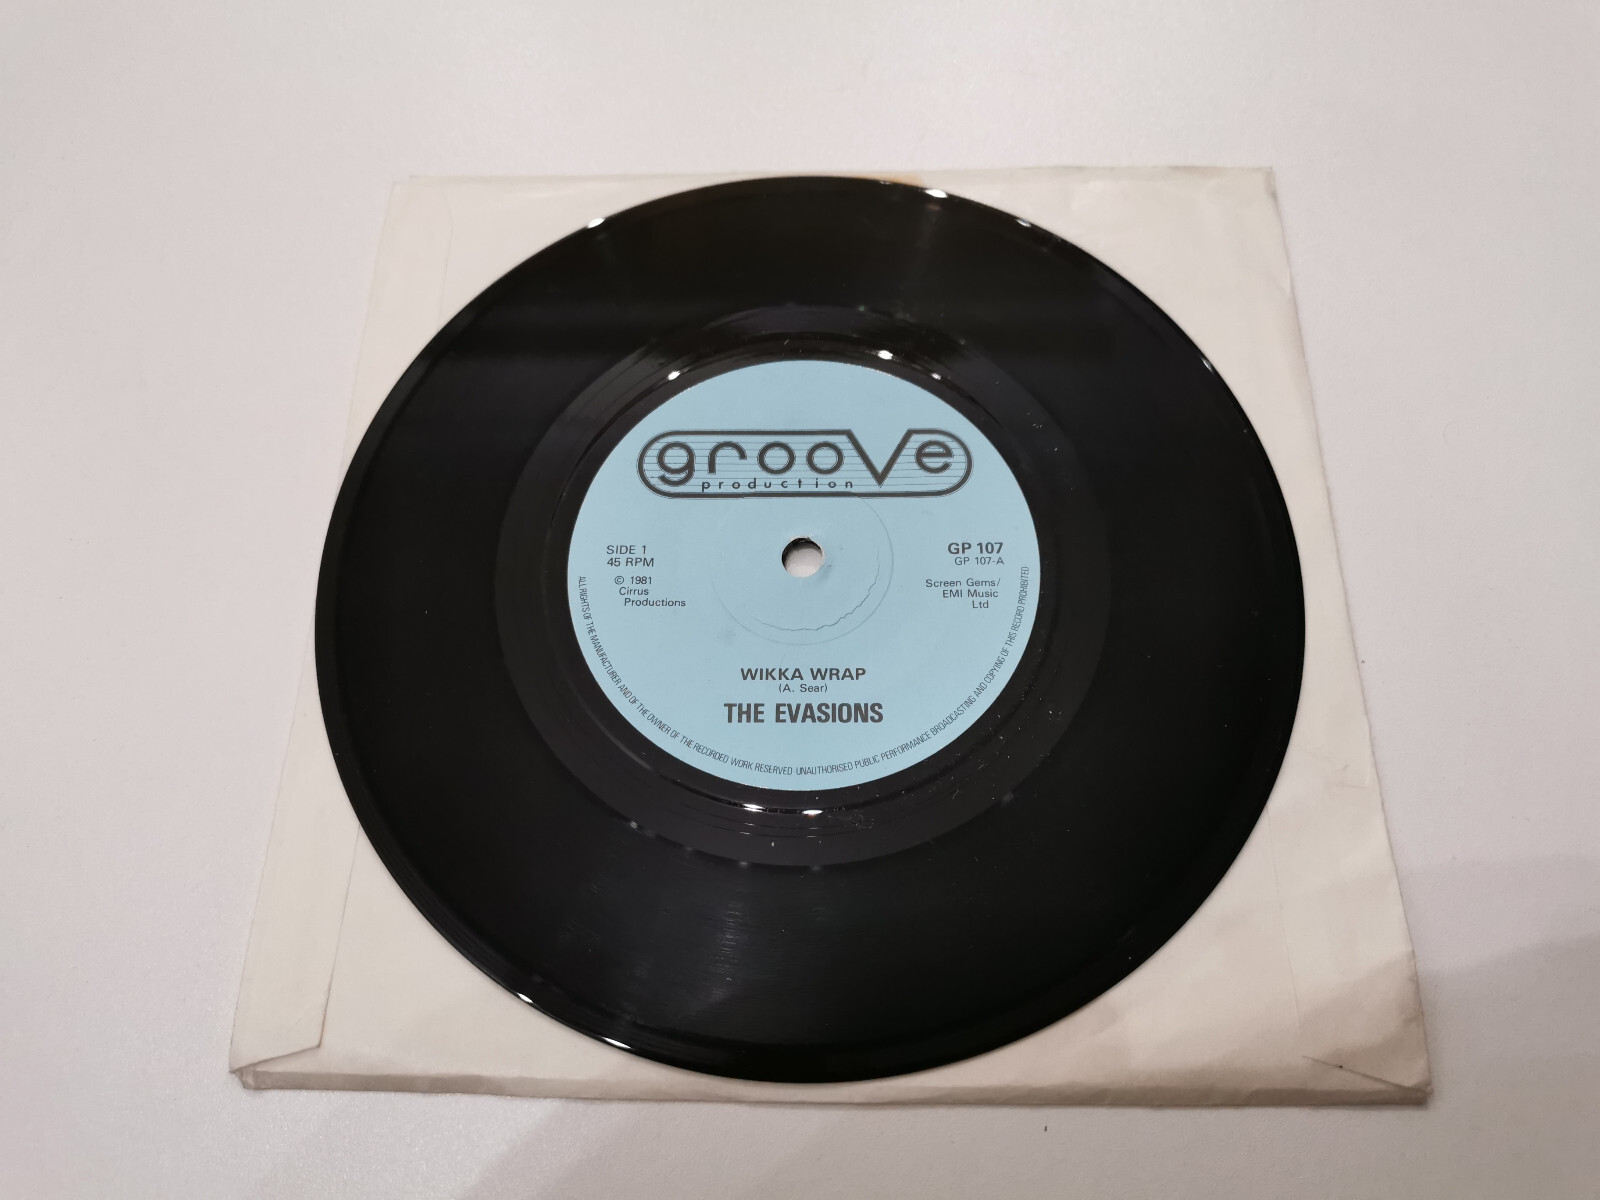 groove
production
SIDE 1
45 RPM
© 1981
Cirrus
Productions
GP 107
GP 107-A
Screen Gems/
EMI Music
Ltd
WIKKA WRAP
(A. Sear)
THE EVASIONS
ALL RIGHTS OF THE MANUFACTURER AND OF THE OWNER OF THE RECORDED WORK RESERVED · UNAUTHORISED PUBLIC PERFORMANCE BROADCASTING AND COPYING OF THIS RECORD PROHIBITED